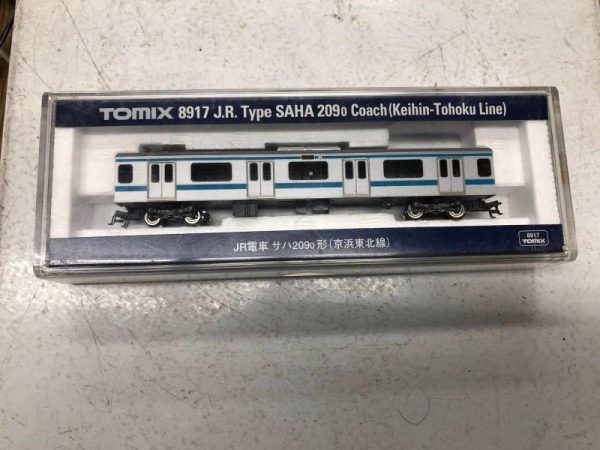 TOMIX 8917 J.R. Type SAHA 209₀ Coach(Keihin-Tohoku Line)
JR電車 サハ209₀形(京浜東北線)
8917
TOMIX